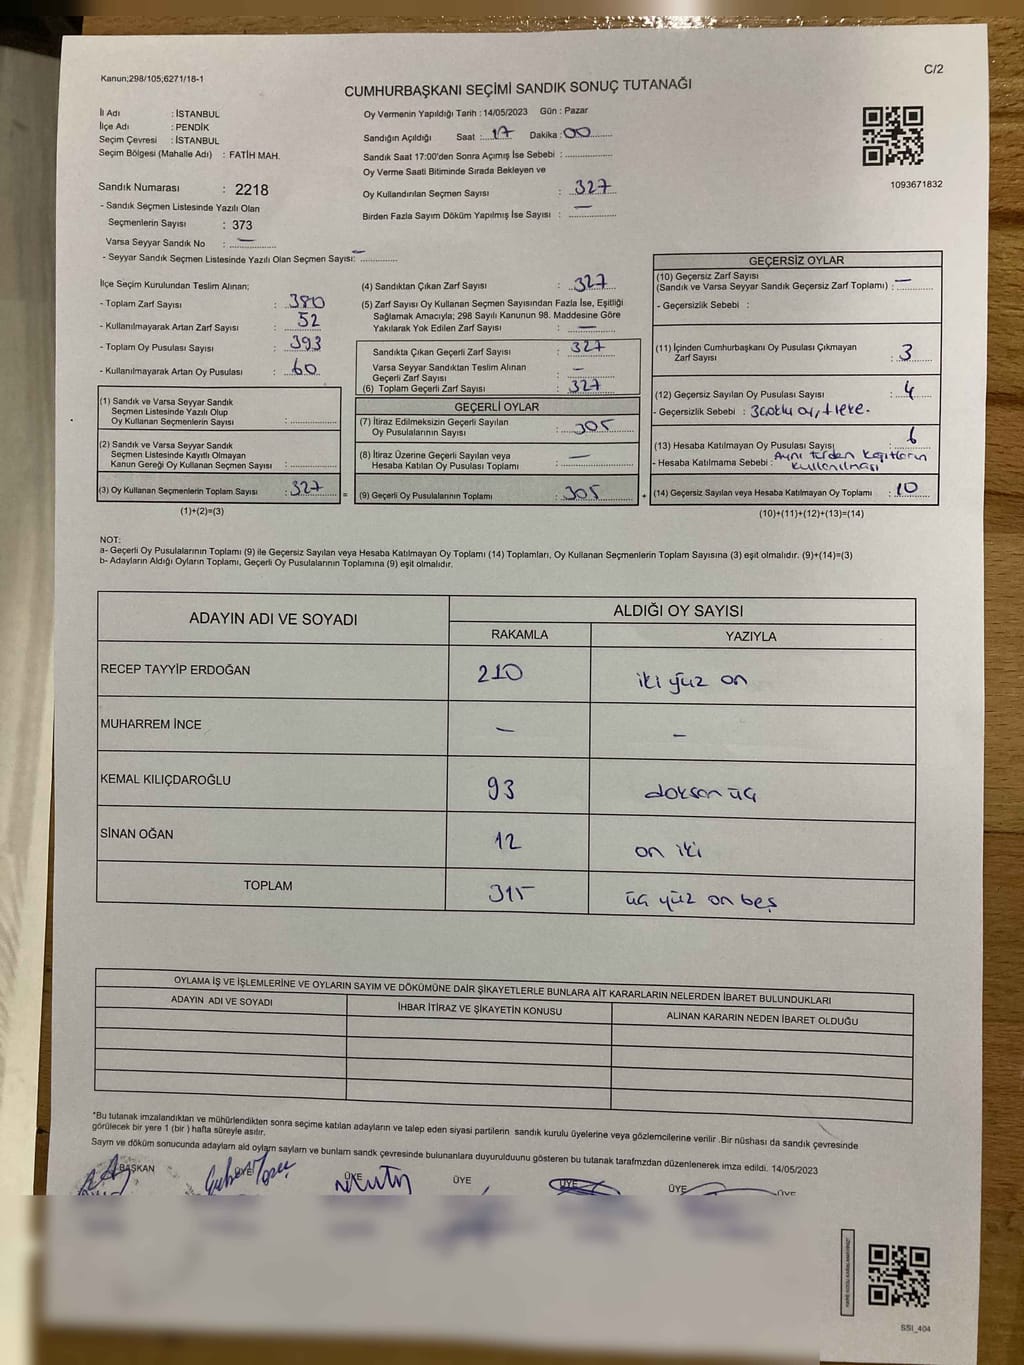 Kanun;298/105,6271/18-1
C/2
CUMHURBAŞKANI SEÇİMİ SANDIK SONUÇ TUTANAĞI
İl Adı : İSTANBUL
İlçe Adı : PENDİK
Seçim Çevresi : İSTANBUL
Seçim Bölgesi (Mahalle Adı) : FATİH MAH.
Sandık Numarası : 2218
- Sandık Seçmen Listesinde Yazılı Olan
Seçmenlerin Sayısı : 373
Varsa Seyyar Sandık No : –
- Seyyar Sandık Seçmen Listesinde Yazılı Olan Seçmen Sayısı: –
Oy Vermenin Yapıldığı Tarih : 14/05/2023 Gün : Pazar
Sandığın Açıldığı Saat : 17 Dakika : 00
Sandık Saat 17:00'den Sonra Açımış İse Sebebi :
Oy Verme Saati Bitiminde Sırada Bekleyen ve
Oy Kullandırılan Seçmen Sayısı : 327
Birden Fazla Sayım Döküm Yapılmış İse Sayısı : –
1093671832
İlçe Seçim Kurulundan Teslim Alınan;
- Toplam Zarf Sayısı : 380
- Kullanılmayarak Artan Zarf Sayısı : 52
- Toplam Oy Pusulası Sayısı : 393
- Kullanılmayarak Artan Oy Pusulası : 60
(1) Sandık ve Varsa Seyyar Sandık
Seçmen Listesinde Yazılı Olup
Oy Kullanan Seçmenlerin Sayısı :
(2) Sandık ve Varsa Seyyar Sandık
Seçmen Listesinde Kayıtlı Olmayan
Kanun Gereği Oy Kullanan Seçmen Sayısı :
(3) Oy Kullanan Seçmenlerin Toplam Sayısı : 327
(1)+(2)=(3)
(4) Sandıktan Çıkan Zarf Sayısı : 327
(5) Zarf Sayısı Oy Kullanan Seçmen Sayısından Fazla İse, Eşitliği
Sağlamak Amacıyla; 298 Sayılı Kanunun 98. Maddesine Göre
Yakılarak Yok Edilen Zarf Sayısı : –
Sandıkta Çıkan Geçerli Zarf Sayısı : 327
Varsa Seyyar Sandıktan Teslim Alınan
Geçerli Zarf Sayısı : –
(6) Toplam Geçerli Zarf Sayısı : 327
GEÇERLİ OYLAR
(7) İtiraz Edilmeksizin Geçerli Sayılan
Oy Pusulalarının Sayısı : 305
(8) İtiraz Üzerine Geçerli Sayılan veya
Hesaba Katılan Oy Pusulası Toplamı : –
= (9) Geçerli Oy Pusulalarının Toplamı : 305 +
GEÇERSİZ OYLAR
(10) Geçersiz Zarf Sayısı
(Sandık ve Varsa Seyyar Sandık Geçersiz Zarf Toplamı) : –
- Geçersizlik Sebebi :
(11) İçinden Cumhurbaşkanı Oy Pusulası Çıkmayan
Zarf Sayısı : 3
(12) Geçersiz Sayılan Oy Pusulası Sayısı : 4
- Geçersizlik Sebebi : 3 çoklu oy, 1 leke.
(13) Hesaba Katılmayan Oy Pusulası Sayısı : 6
- Hesaba Katılmama Sebebi : Aynı türden kağıtların
kullanılması
(14) Geçersiz Sayılan veya Hesaba Katılmayan Oy Toplamı : 10
(10)+(11)+(12)+(13)=(14)
NOT:
a- Geçerli Oy Pusulalarının Toplamı (9) ile Geçersiz Sayılan veya Hesaba Katılmayan Oy Toplamı (14) Toplamları, Oy Kullanan Seçmenlerin Toplam Sayısına (3) eşit olmalıdır. (9)+(14)=(3)
b- Adayların Aldığı Oyların Toplamı, Geçerli Oy Pusulalarının Toplamına (9) eşit olmalıdır.
ADAYIN ADI VE SOYADI
ALDIĞI OY SAYISI
RAKAMLA YAZIYLA
RECEP TAYYİP ERDOĞAN 210 iki yüz on
MUHARREM İNCE – –
KEMAL KILIÇDAROĞLU 93 doksan üç
SİNAN OĞAN 12 on iki
TOPLAM 315 üç yüz on beş
OYLAMA İŞ VE İŞLEMLERİNE VE OYLARIN SAYIM VE DÖKÜMÜNE DAİR ŞİKAYETLERLE BUNLARA AİT KARARLARIN NELERDEN İBARET BULUNDUKLARI
ADAYIN ADI VE SOYADI İHBAR İTİRAZ VE ŞİKAYETİN KONUSU ALINAN KARARIN NEDEN İBARET OLDUĞU
*Bu tutanak imzalandıktan ve mühürlendikten sonra seçime katılan adayların ve talep eden siyasi partilerin sandık kurulu üyelerine veya gözlemcilerine verilir .Bir nüshası da sandık çevresinde
görülecek bir yere 1 (bir ) hafta süreyle asılır.
Sayım ve döküm sonucunda adayların ald oyların sayların ve bunların sandk çevresinde bulunanlara duyurulduunu gösteren bu tutanak tarafmzdan düzenlenerek imza edildi. 14/05/2023
BAŞKAN ÜYE ÜYE ÜYE ÜYE ÜYE ÜYE
SSI_404